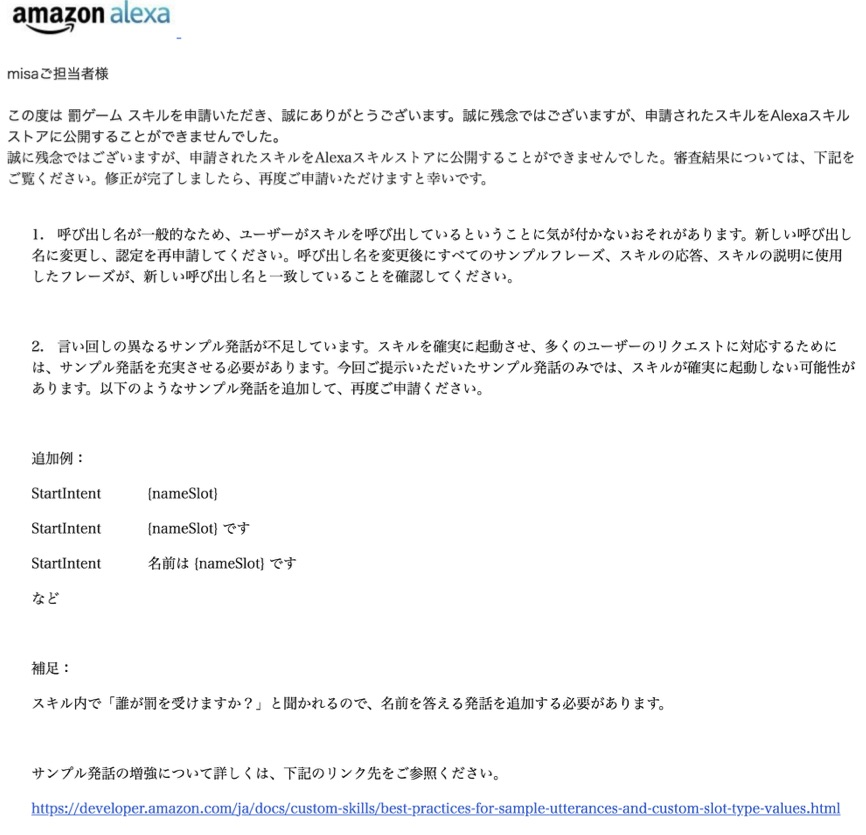 amazon alexa
misaご担当者様
この度は 罰ゲーム スキルを申請いただき、誠にありがとうございます。誠に残念ではございますが、申請されたスキルをAlexaスキル
ストアに公開することができませんでした。
誠に残念ではございますが、申請されたスキルをAlexaスキルストアに公開することができませんでした。審査結果については、下記を
ご覧ください。修正が完了しましたら、再度ご申請いただけますと幸いです。
1. 呼び出し名が一般的なため、ユーザーがスキルを呼び出しているということに気が付かないおそれがあります。新しい呼び出し
名に変更し、認定を再申請してください。呼び出し名を変更後にすべてのサンプルフレーズ、スキルの応答、スキルの説明に使用
したフレーズが、新しい呼び出し名と一致していることを確認してください。
2. 言い回しの異なるサンプル発話が不足しています。スキルを確実に起動させ、多くのユーザーのリクエストに対応するために
は、サンプル発話を充実させる必要があります。今回ご提示いただいたサンプル発話のみでは、スキルが確実に起動しない可能性が
あります。以下のようなサンプル発話を追加して、再度ご申請ください。
追加例：
StartIntent {nameSlot}
StartIntent {nameSlot} です
StartIntent 名前は {nameSlot} です
など
補足：
スキル内で「誰が罰を受けますか？」と聞かれるので、名前を答える発話を追加する必要があります。
サンプル発話の増強について詳しくは、下記のリンク先をご参照ください。
https://developer.amazon.com/ja/docs/custom-skills/best-practices-for-sample-utterances-and-custom-slot-type-values.html